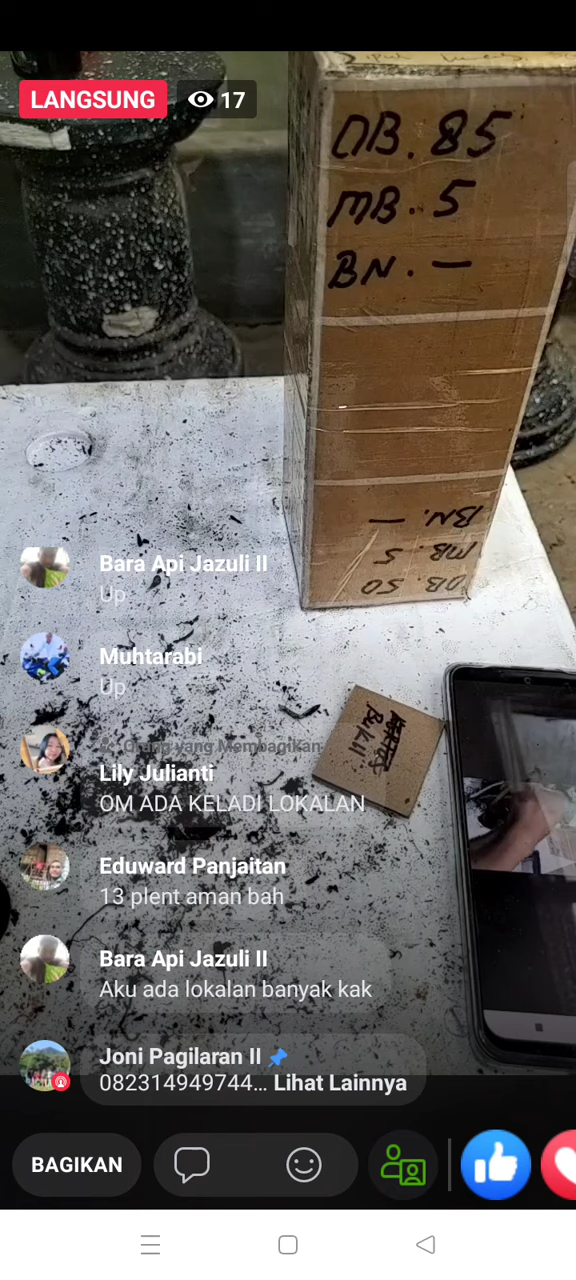 LANGSUNG
17
OB. 85
MB. 5
BN. —
BN. —
MB. 5
OB. 50
Bara Api Jazuli II
Up
Muhtarabi
Up
Orang yang Membagikan
Lily Julianti
OM ADA KELADI LOKALAN
Eduward Panjaitan
13 plent aman bah
Bara Api Jazuli II
Aku ada lokalan banyak kak
Joni Pagilaran II
082314949744... Lihat Lainnya
BAGIKAN